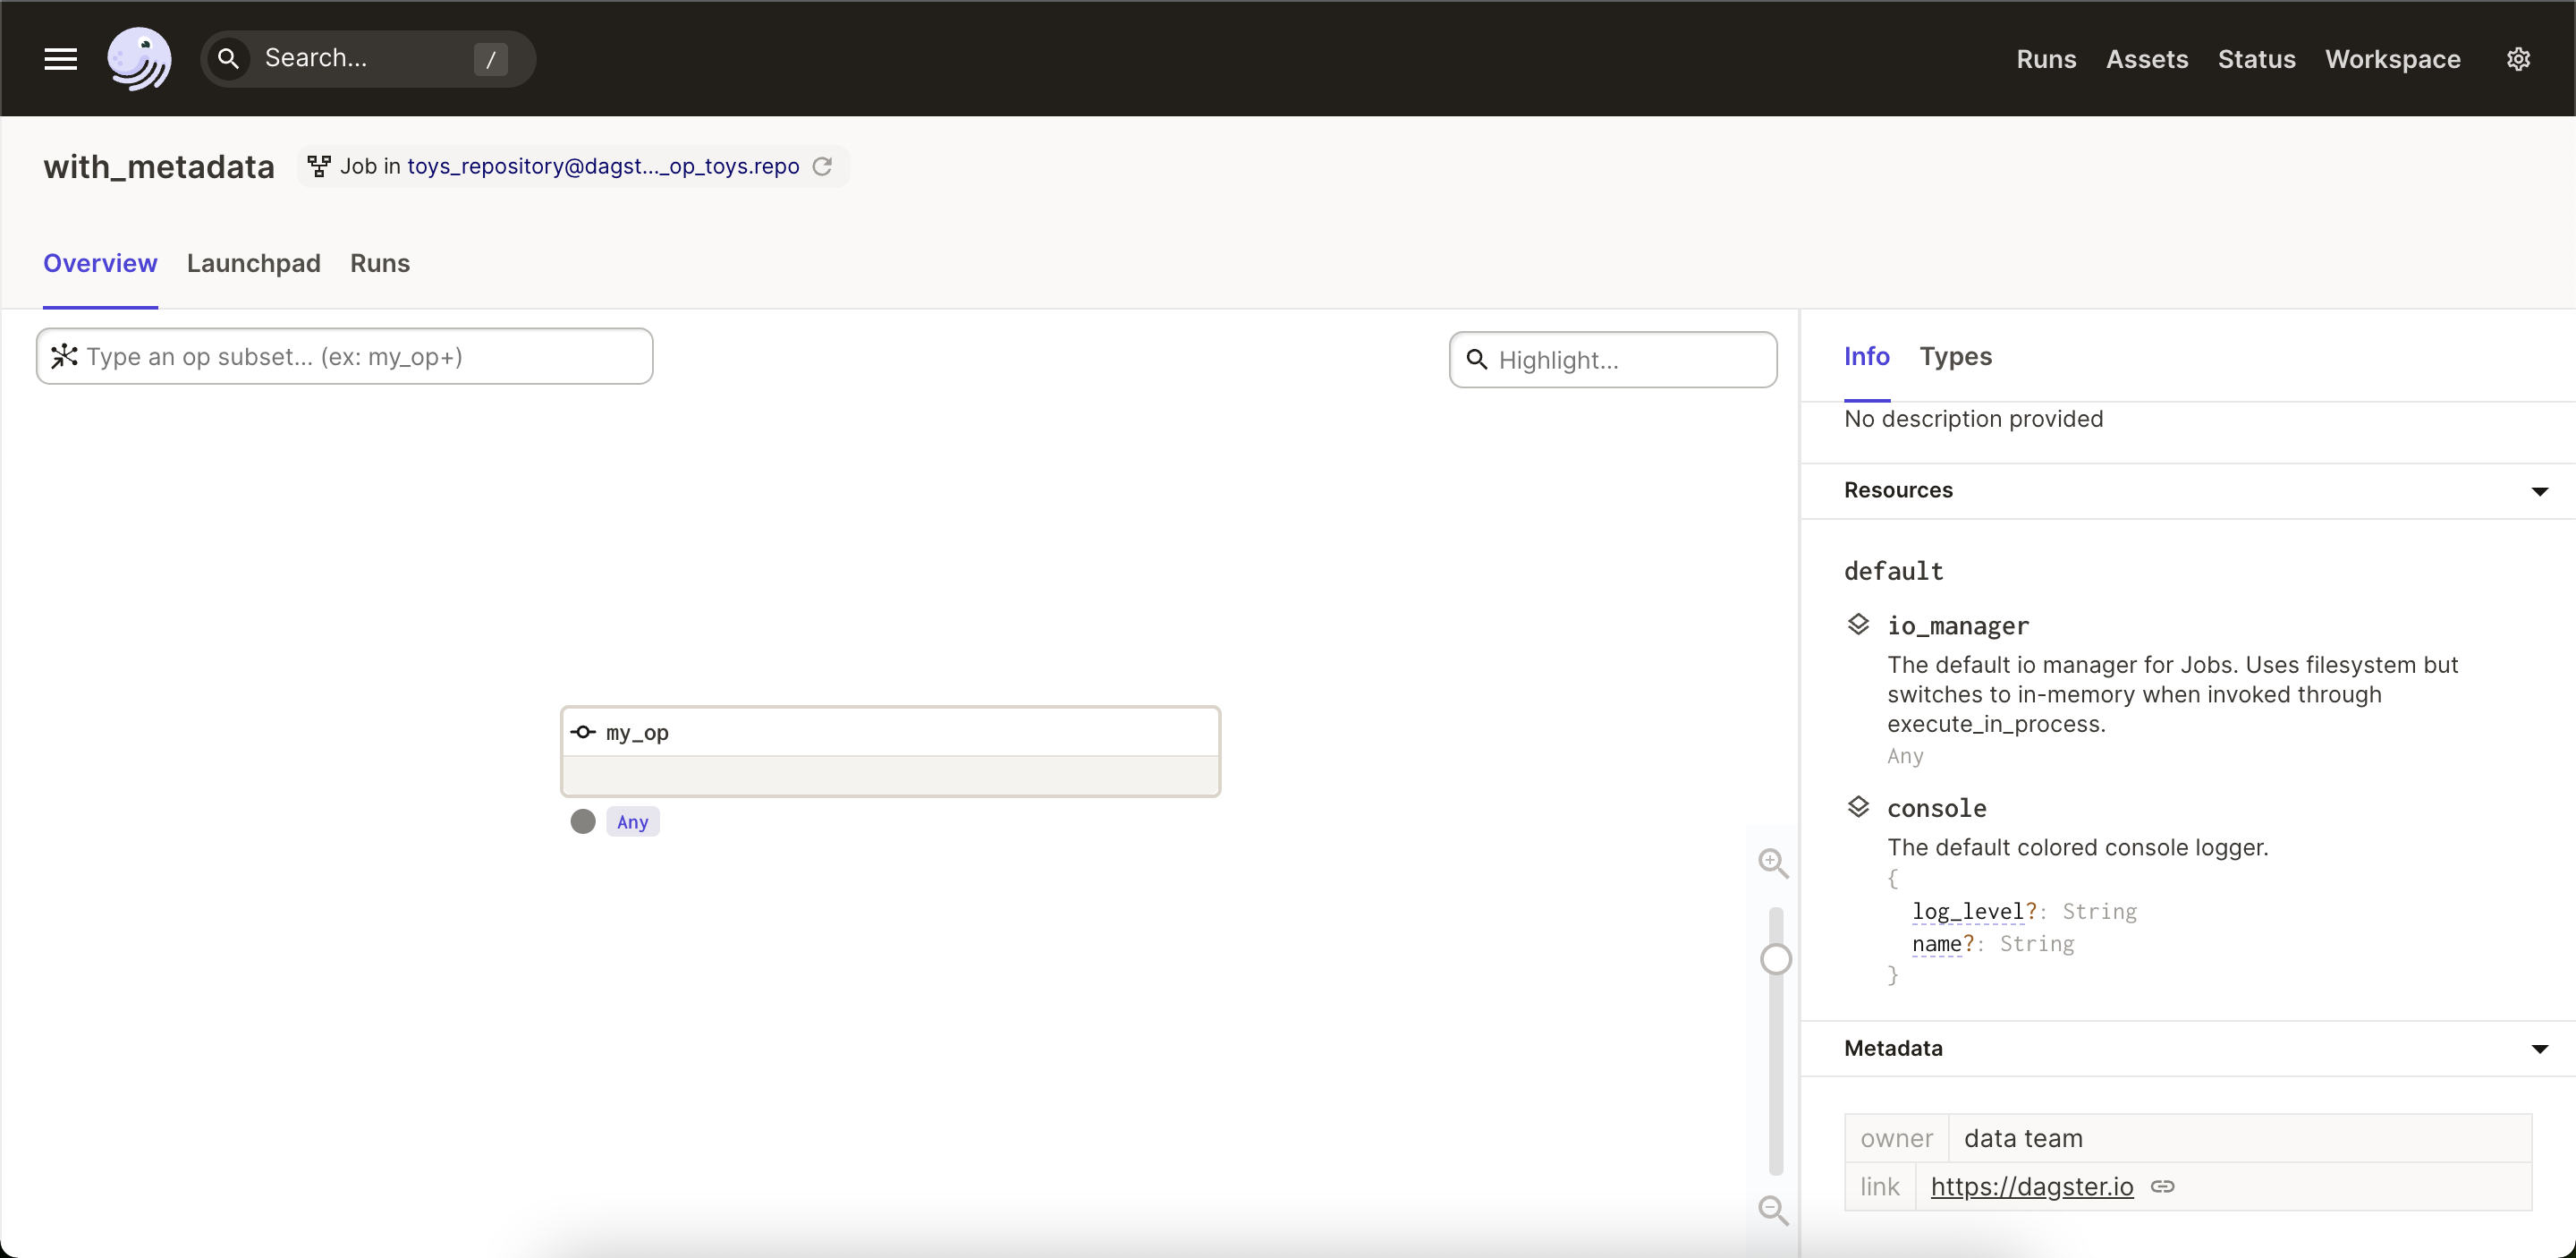 Search... /
Runs Assets Status Workspace
with_metadata Job in toys_repository@dagst..._op_toys.repo
Overview Launchpad Runs
Type an op subset... (ex: my_op+)
Highlight...
my_op
Any
Info Types
No description provided
Resources
default
io_manager
The default io manager for Jobs. Uses filesystem but
switches to in-memory when invoked through
execute_in_process.
Any
console
The default colored console logger.
{
log_level?: String
name?: String
}
Metadata
owner data team
link https://dagster.io